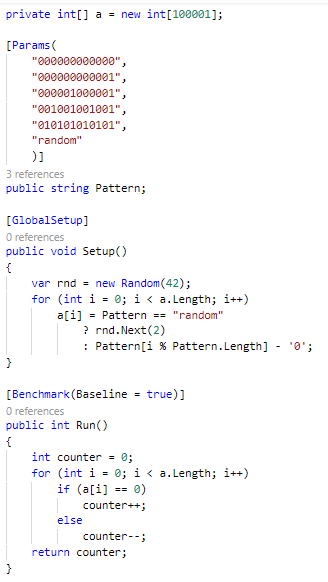 private int[] a = new int[100001];
[Params(
"000000000000",
"000000000001",
"000001000001",
"001001001001",
"010101010101",
"random"
)]
3 references
public string Pattern;
[GlobalSetup]
0 references
public void Setup()
{
var rnd = new Random(42);
for (int i = 0; i < a.Length; i++)
a[i] = Pattern == "random"
? rnd.Next(2)
: Pattern[i % Pattern.Length] - '0';
}
[Benchmark(Baseline = true)]
0 references
public int Run()
{
int counter = 0;
for (int i = 0; i < a.Length; i++)
if (a[i] == 0)
counter++;
else
counter--;
return counter;
}